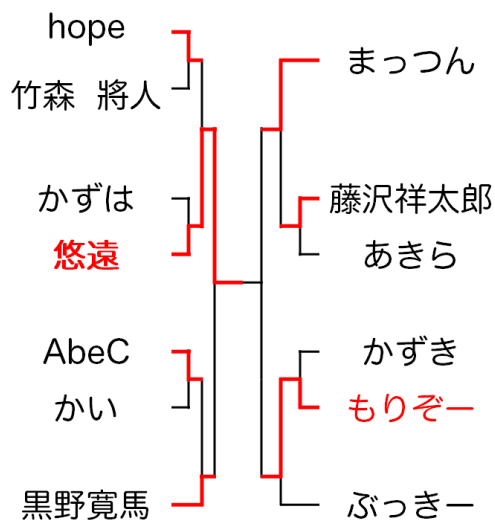 hope
竹森 將人
かずは
悠遠
AbeC
かい
黒野寛馬
まっつん
藤沢祥太郎
あきら
かずき
もりぞー
ぶっきー